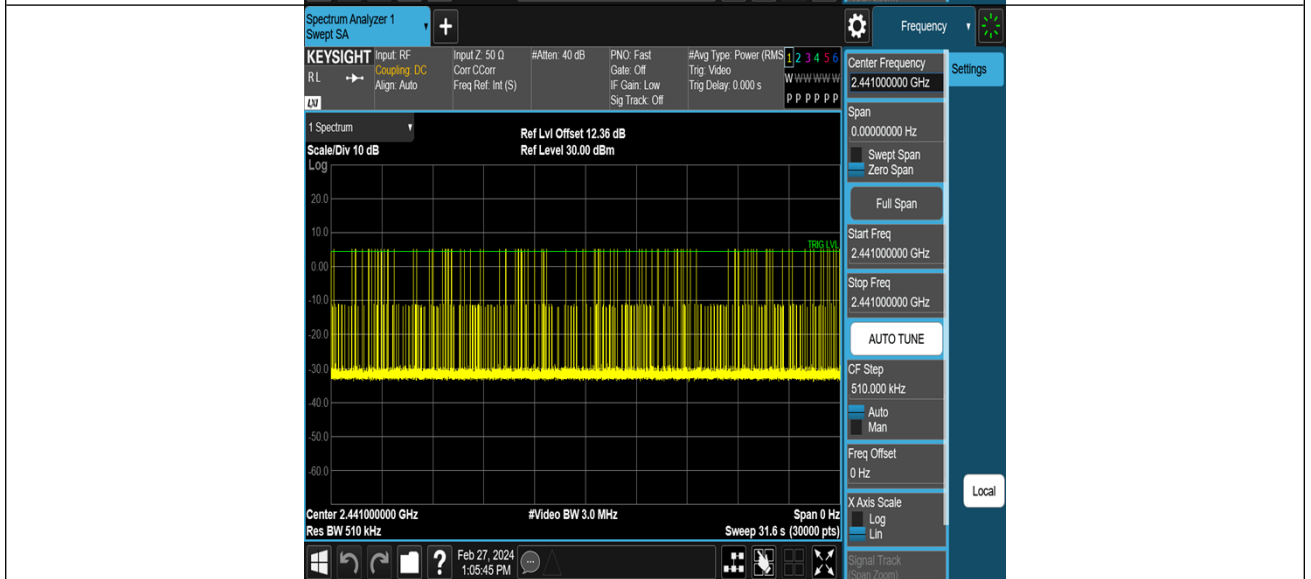 Spectrum Analyzer 1
Swept SA
+
Frequency
KEYSIGHT
RL
LXI
Input: RF
Coupling: DC
Align: Auto
Input Z: 50 Ω
Corr CCorr
Freq Ref: Int (S)
#Atten: 40 dB
PNO: Fast
Gate: Off
IF Gain: Low
Sig Track: Off
#Avg Type: Power (RMS
Trig: Video
Trig Delay: 0.000 s
1 2 3 4 5 6
W W W W W W
P P P P P P
1 Spectrum
Scale/Div 10 dB
Log
Ref Lvl Offset 12.36 dB
Ref Level 30.00 dBm
20.0
10.0
TRIG LVL
0.00
-10.0
-20.0
-30.0
-40.0
-50.0
-60.0
Center 2.441000000 GHz
#Video BW 3.0 MHz
Span 0 Hz
Res BW 510 kHz
Sweep 31.6 s (30000 pts)
Center Frequency
2.441000000 GHz
Settings
Span
0.00000000 Hz
Swept Span
Zero Span
Full Span
Start Freq
2.441000000 GHz
Stop Freq
2.441000000 GHz
AUTO TUNE
CF Step
510.000 kHz
Auto
Man
Freq Offset
0 Hz
X Axis Scale
Log
Lin
Local
Signal Track
(Span Zoom)
?
Feb 27, 2024
1:05:45 PM